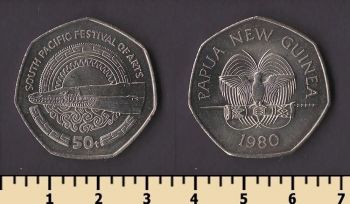 SOUTH PACIFIC FESTIVAL OF ARTS
50t
PAPUA NEW GUINEA
1980
1 2 3 4 5 6 7